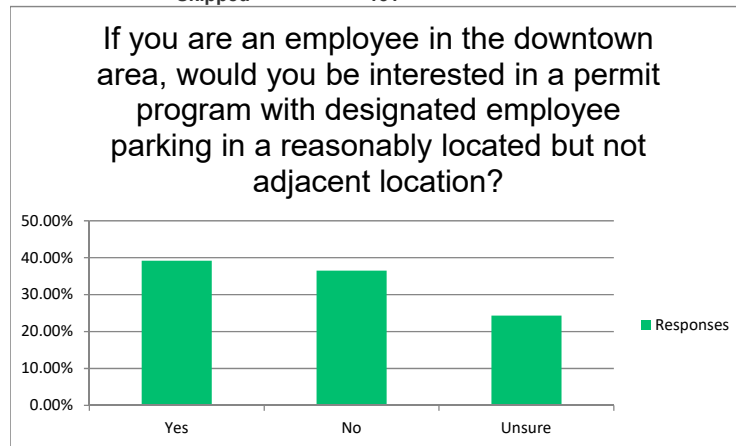 If you are an employee in the downtown
area, would you be interested in a permit
program with designated employee
parking in a reasonably located but not
adjacent location?
50.00%
40.00%
30.00%
20.00%
10.00%
0.00%
Yes No Unsure
Responses